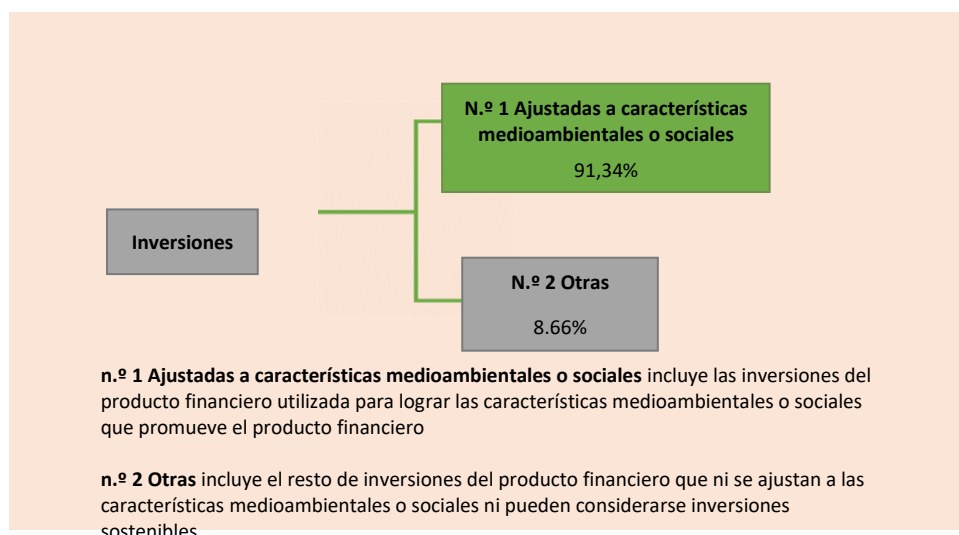 N.º 1 Ajustadas a características
medioambientales o sociales
91,34%
Inversiones
N.º 2 Otras
8.66%
n.º 1 Ajustadas a características medioambientales o sociales incluye las inversiones del
producto financiero utilizada para lograr las características medioambientales o sociales
que promueve el producto financiero
n.º 2 Otras incluye el resto de inversiones del producto financiero que ni se ajustan a las
características medioambientales o sociales ni pueden considerarse inversiones
sostenibles